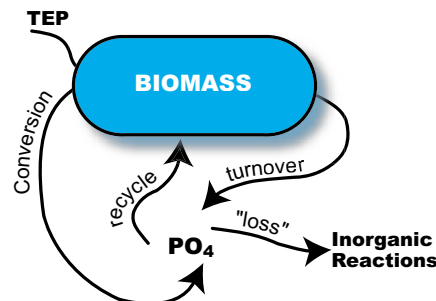 TEP
BIOMASS
Conversion
recycle
turnover
"loss"
PO4
Inorganic
Reactions